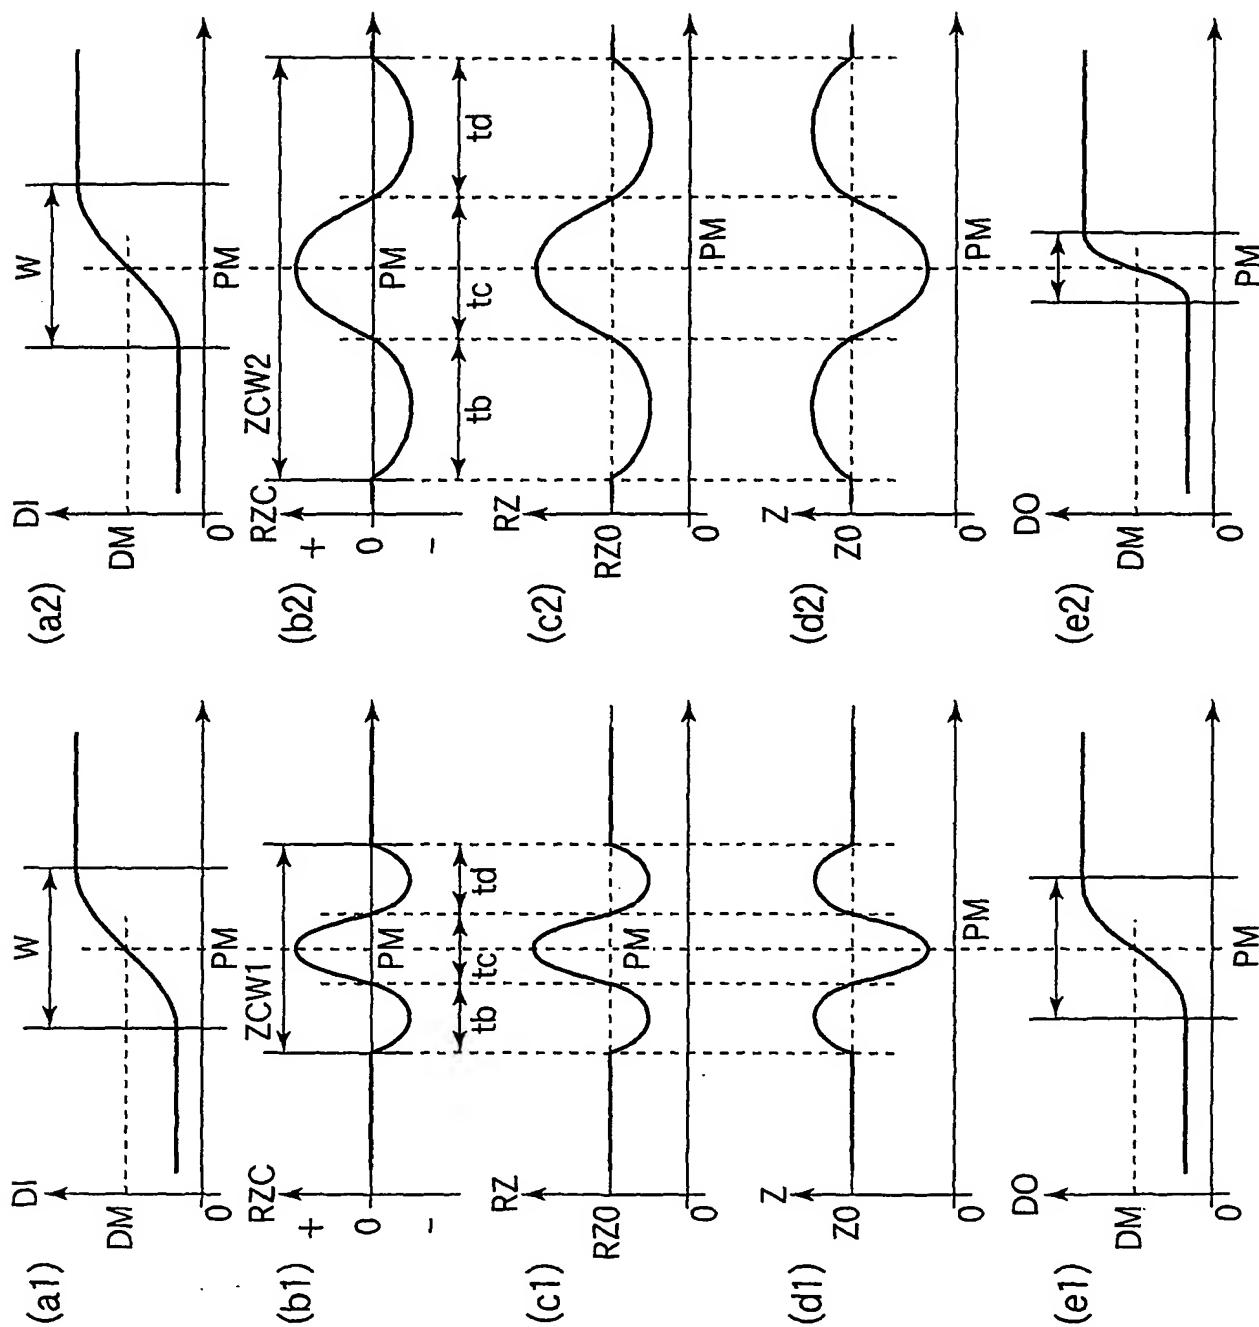 (a1)
DI
DM
0
W
PM
(b1)
RZC
+
0
-
ZCW1
PM
tb
tc
td
(c1)
RZ
RZ0
0
PM
(d1)
Z
Z0
0
PM
(e1)
DO
DM
0
PM
(a2)
DI
DM
0
W
PM
(b2)
RZC
+
0
-
ZCW2
PM
tb
tc
td
(c2)
RZ
RZ0
0
PM
(d2)
Z
Z0
0
PM
(e2)
DO
DM
0
PM